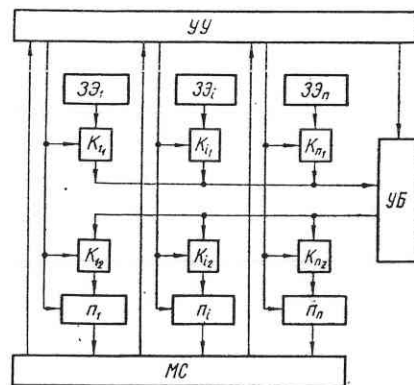 УУ
ЗЭ₁ ЗЭᵢ ЗЭₙ
К₁₁ Кᵢ₁ Кₙ₁
УБ
К₁₂ Кᵢ₂ Кₙ₂
П₁ Пᵢ Пₙ
МС